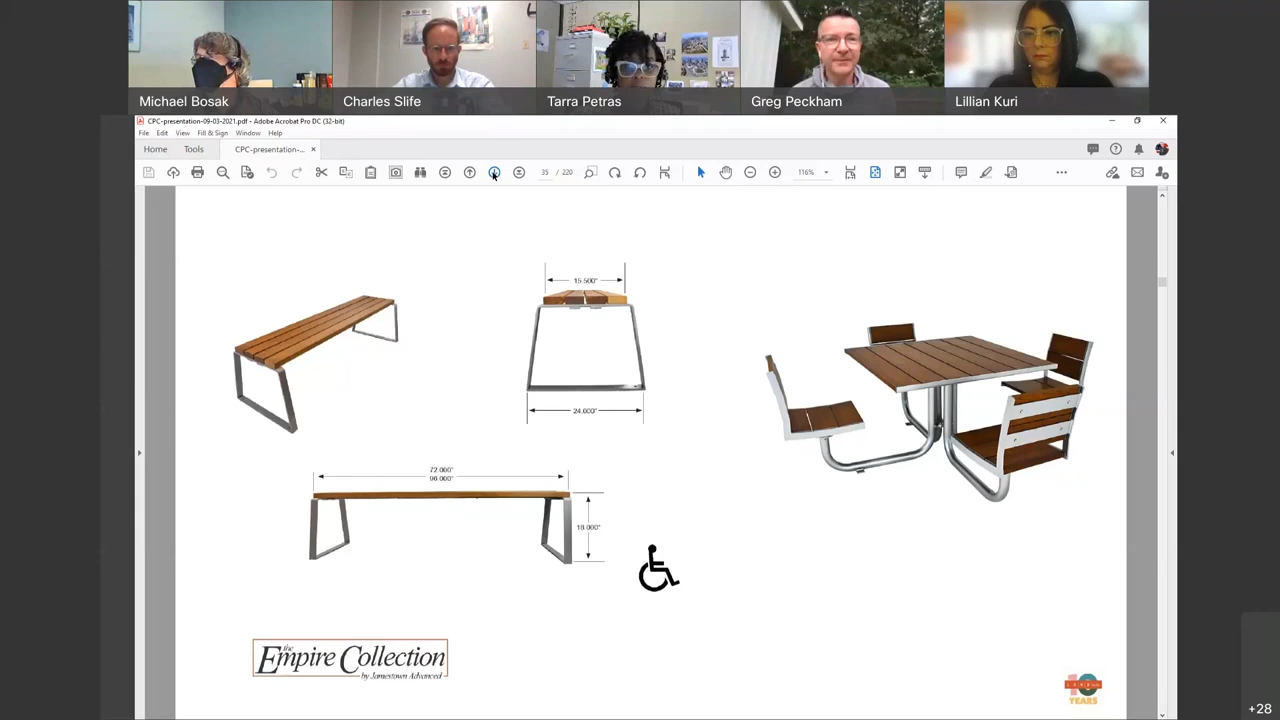 Michael Bosak
Charles Slife
Tarra Petras
Greg Peckham
Lillian Kuri
CPC-presentation-09-03-2021.pdf - Adobe Acrobat Pro DC (32-bit)
File Edit View Fill & Sign Window Help
Home Tools CPC-presentation-... ×
35 / 220 116%
15.500"
24.000"
72.000"
96.000"
18.000"
the
Empire Collection
by Jamestown Advanced
10
YEARS
+28